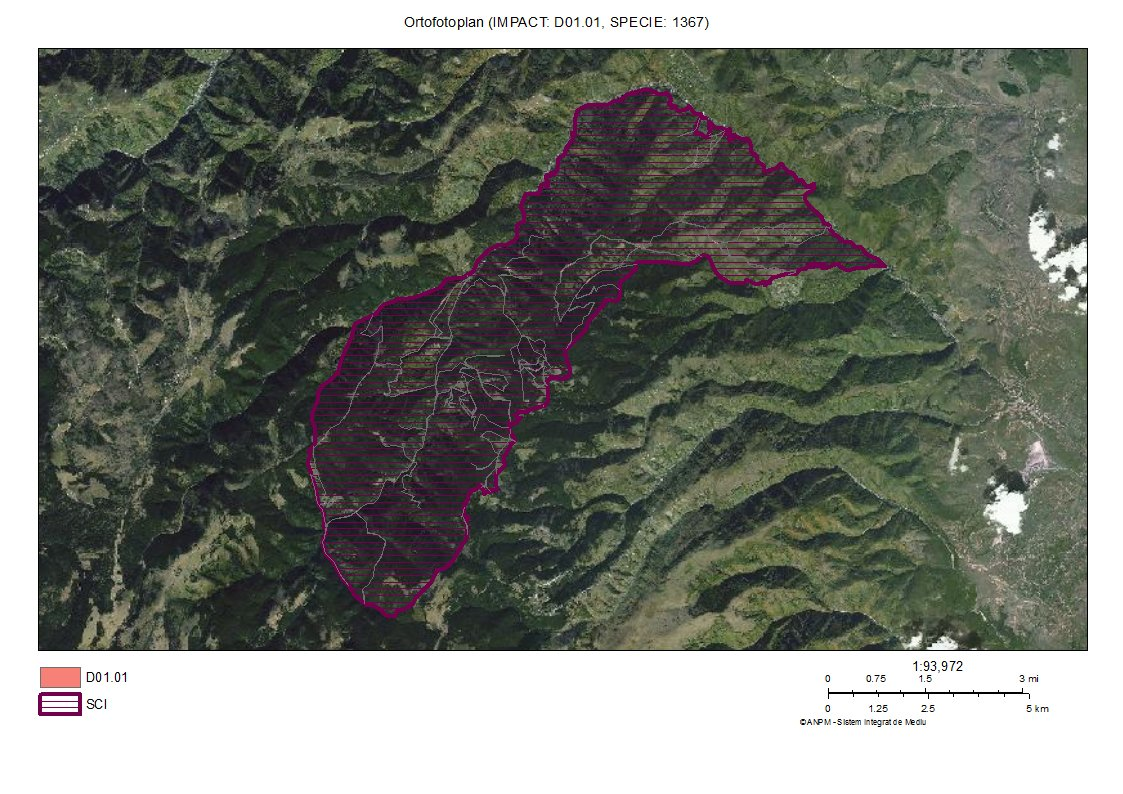 Ortofotoplan (IMPACT: D01.01, SPECIE: 1367)
D01.01
SCI
1:93,972
0 0.75 1.5 3 mi
0 1.25 2.5 5 km
©ANPM - Sistem Integrat de Mediu